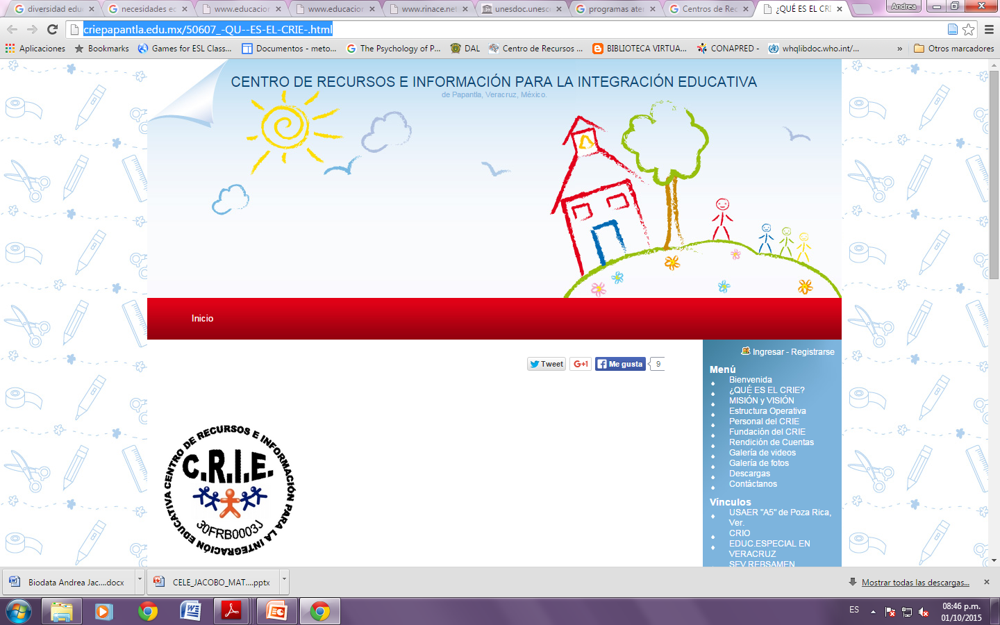 diversidad edu
necesidades ed
www.educacion
www.educacion
www.rinace.net
unesdoc.unesco
programas aten
Centros de Rec
¿QUÉ ES EL CRI
Andrea
criepapantla.edu.mx/50607_-QU--ES-EL-CRIE-.html
Aplicaciones
Bookmarks
Games for ESL Class...
Documentos - meto...
The Psychology of P...
DAL
Centro de Recursos ...
BIBLIOTECA VIRTUA...
CONAPRED -
whqlibdoc.who.int/...
»
Otros marcadores
CENTRO DE RECURSOS E INFORMACIÓN PARA LA INTEGRACIÓN EDUCATIVA
de Papantla, Veracruz, México.
Inicio
Tweet
G+1
Me gusta
9
Ingresar - Registrarse
Menú
Bienvenida
¿QUÉ ES EL CRIE?
MISIÓN y VISIÓN
Estructura Operativa
Personal del CRIE
Fundación del CRIE
Rendición de Cuentas
Galería de videos
Galería de fotos
Descargas
Contáctanos
Vínculos
USAER "A5" de Poza Rica,
Ver.
CRIO
EDUC.ESPECIAL EN
VERACRUZ
SEV REBSAMEN
CENTRO DE RECURSOS E INFORMACIÓN PARA LA INTEGRACIÓN EDUCATIVA
C.R.I.E.
30FRB0003J
Biodata Andrea Jac....docx
CELE_JACOBO_MAT....pptx
Mostrar todas las descargas...
ES
08:46 p.m.
01/10/2015